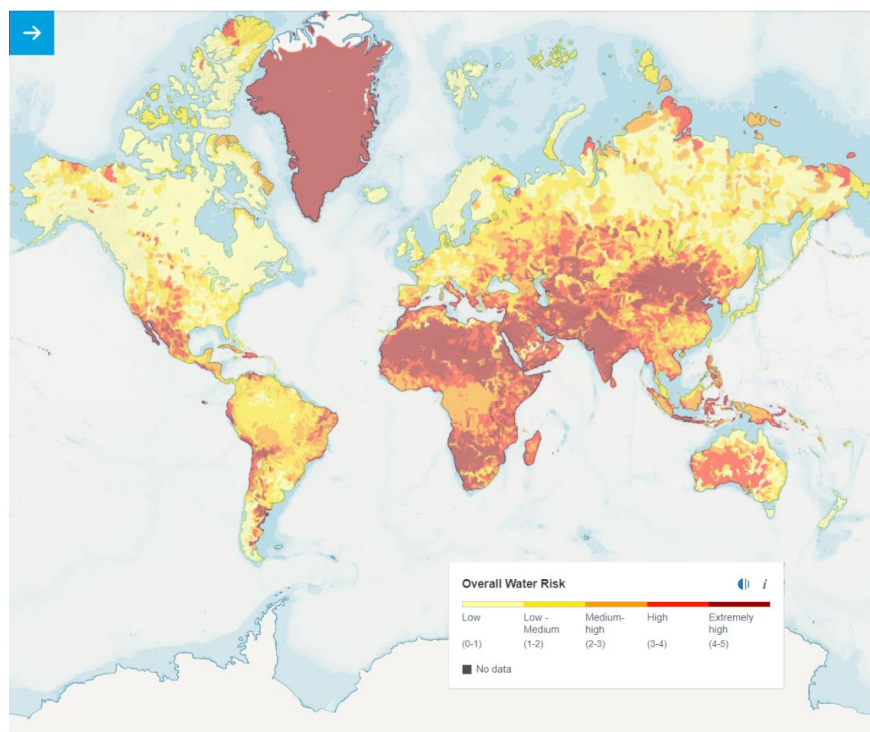 Overall Water Risk
i
Low
Low -
Medium
Medium-
high
High
Extremely
high
(0-1)
(1-2)
(2-3)
(3-4)
(4-5)
No data